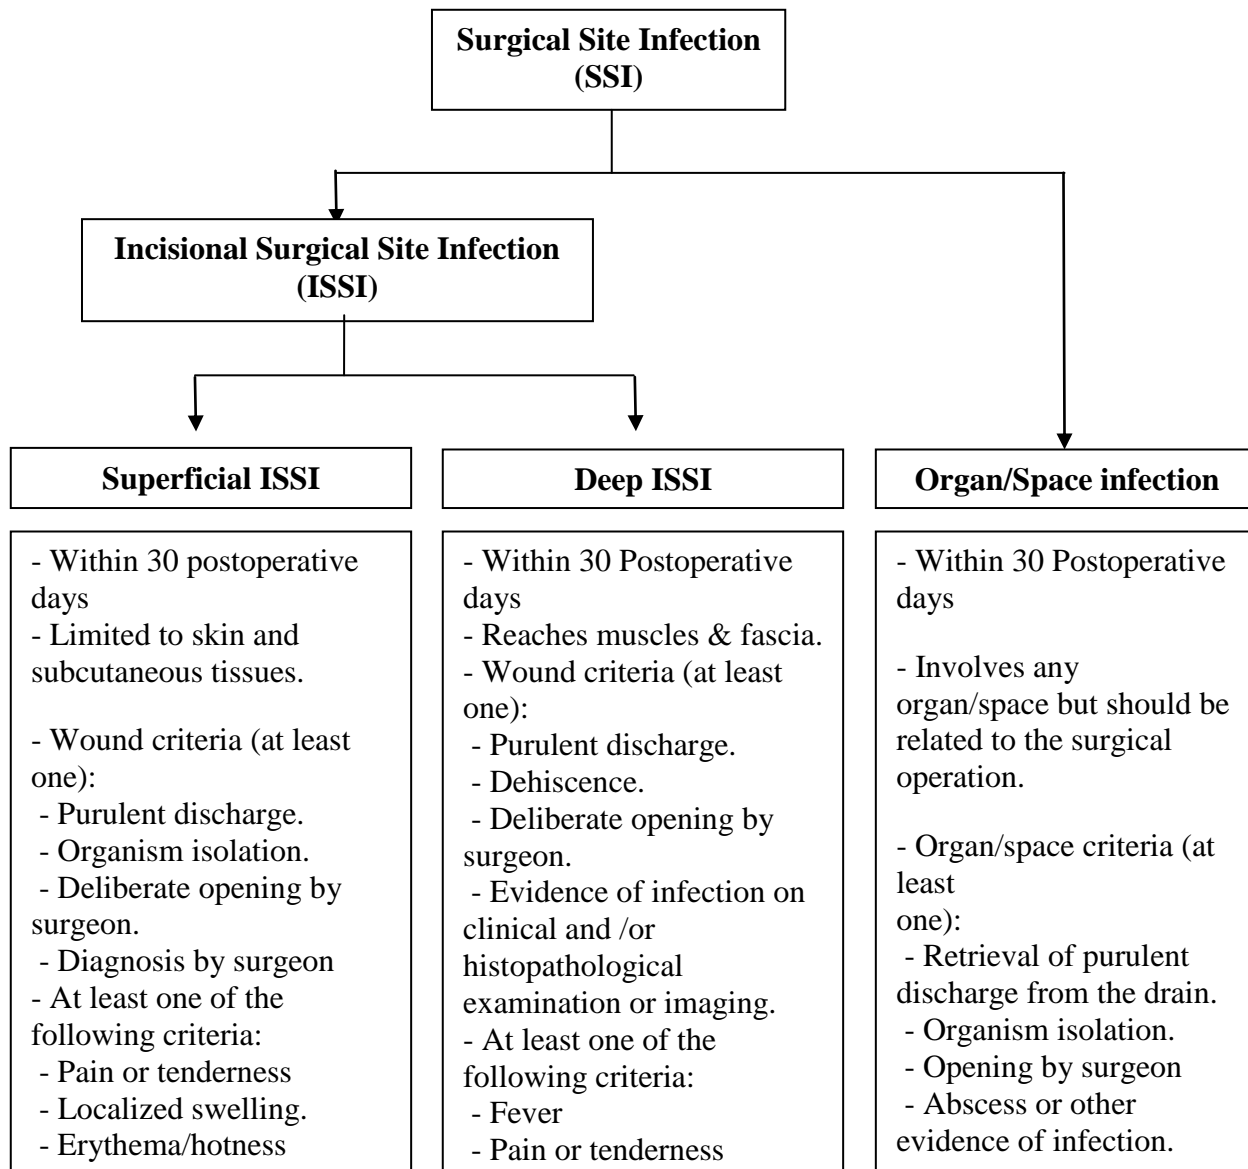 Surgical Site Infection
(SSI)
Incisional Surgical Site Infection
(ISSI)
Superficial ISSI
Deep ISSI
Organ/Space infection
- Within 30 postoperative
days
- Limited to skin and
subcutaneous tissues.
- Wound criteria (at least
one):
- Purulent discharge.
- Organism isolation.
- Deliberate opening by
surgeon.
- Diagnosis by surgeon
- At least one of the
following criteria:
- Pain or tenderness
- Localized swelling.
- Erythema/hotness
- Within 30 Postoperative
days
- Reaches muscles & fascia.
- Wound criteria (at least
one):
- Purulent discharge.
- Dehiscence.
- Deliberate opening by
surgeon.
- Evidence of infection on
clinical and /or
histopathological
examination or imaging.
- At least one of the
following criteria:
- Fever
- Pain or tenderness
- Within 30 Postoperative
days
- Involves any
organ/space but should be
related to the surgical
operation.
- Organ/space criteria (at
least
one):
- Retrieval of purulent
discharge from the drain.
- Organism isolation.
- Opening by surgeon
- Abscess or other
evidence of infection.